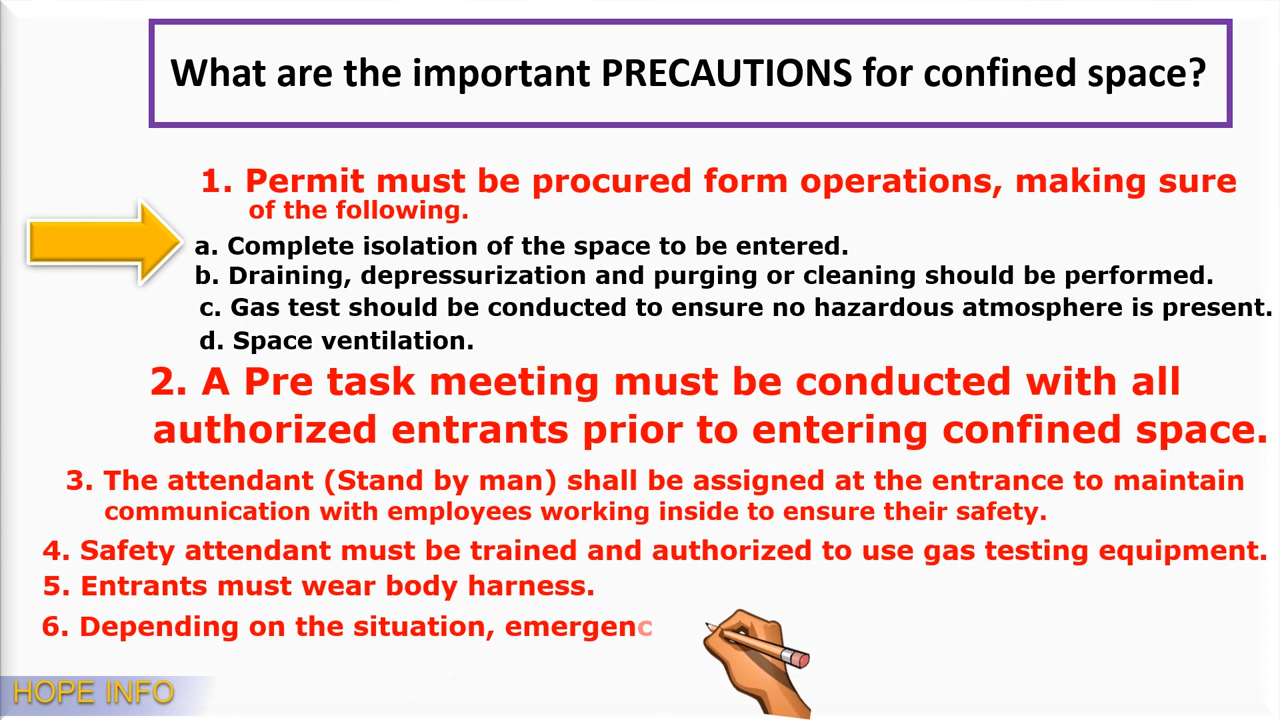 What are the important PRECAUTIONS for confined space?
1. Permit must be procured form operations, making sure
of the following.
a. Complete isolation of the space to be entered.
b. Draining, depressurization and purging or cleaning should be performed.
c. Gas test should be conducted to ensure no hazardous atmosphere is present.
d. Space ventilation.
2. A Pre task meeting must be conducted with all
authorized entrants prior to entering confined space.
3. The attendant (Stand by man) shall be assigned at the entrance to maintain
communication with employees working inside to ensure their safety.
4. Safety attendant must be trained and authorized to use gas testing equipment.
5. Entrants must wear body harness.
6. Depending on the situation, emergenc
HOPE INFO